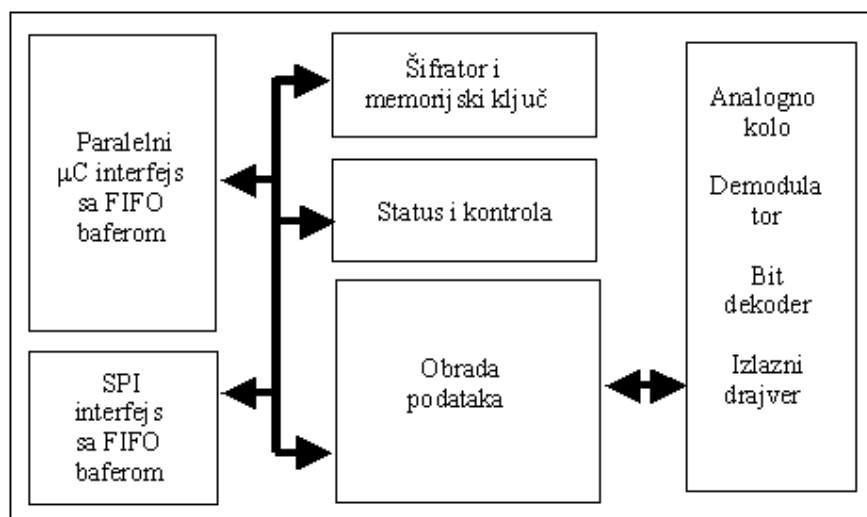 Paralelni
µC interfejs
sa FIFO
baferom
SPI
interfejs
sa FIFO
baferom
Šifrator i
memorijski ključ
Status i kontrola
Obrada
podataka
Analogno
kolo
Demodula
tor
Bit
dekoder
Izlazni
drajver